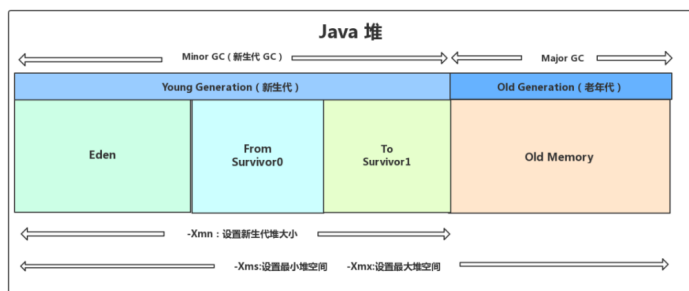 Java 堆
Minor GC（新生代 GC）
Major GC
Young Generation（新生代）
Old Generation（老年代）
Eden
From
Survivor0
To
Survivor1
Old Memory
-Xmn：设置新生代堆大小
-Xms:设置最小堆空间
-Xmx:设置最大堆空间